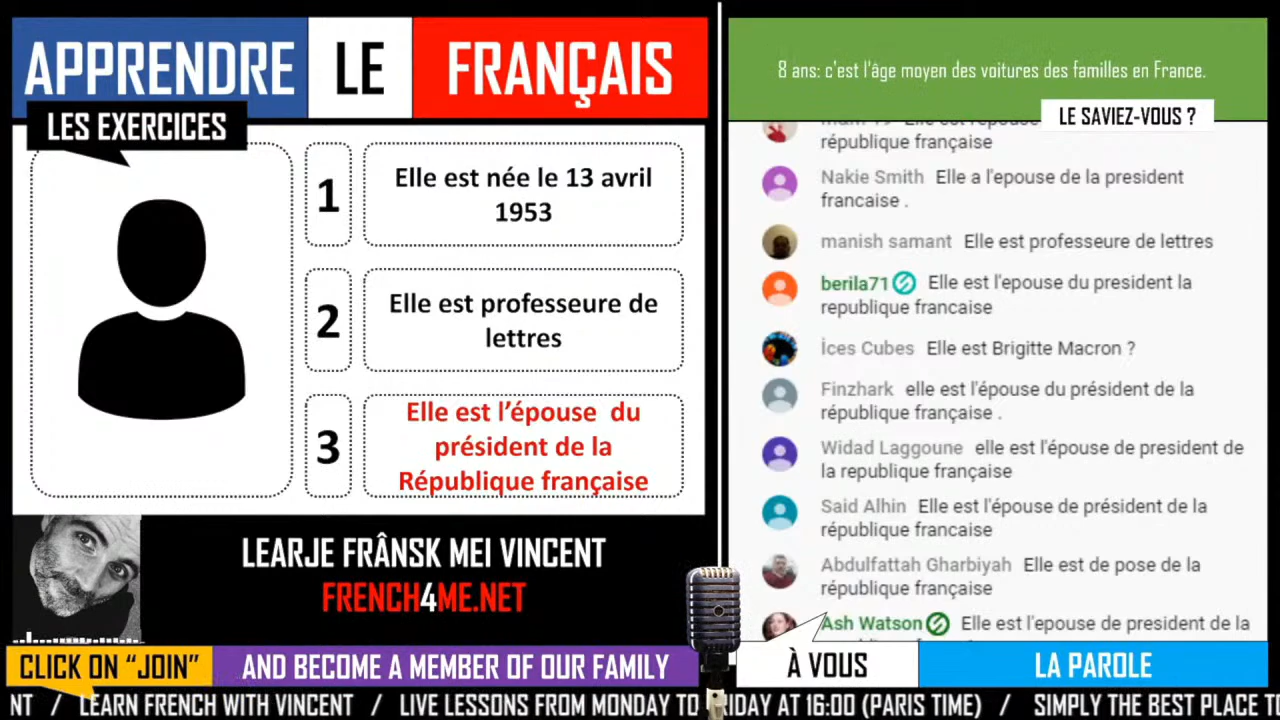 APPRENDRE LE FRANÇAIS
LES EXERCICES
1
Elle est née le 13 avril
1953
2
Elle est professeure de
lettres
3
Elle est l’épouse du
président de la
République française
LEARJE FRÂNSK MEI VINCENT
FRENCH4ME.NET
CLICK ON “JOIN”
AND BECOME A MEMBER OF OUR FAMILY
8 ans: c'est l'âge moyen des voitures des familles en France.
LE SAVIEZ-VOUS ?
république française
Nakie Smith Elle a l'epouse de la president
francaise .
manish samant Elle est professeure de lettres
berila71 Elle est l'epouse du president la
republique francaise
İces Cubes Elle est Brigitte Macron ?
Finzhark elle est l'épouse du président de la
république française .
Widad Laggoune elle est l'épouse de president de
la republique française
Said Alhin Elle est l'épouse de président de la
république francaise
Abdulfattah Gharbiyah Elle est de pose de la
république française
Ash Watson Elle est l'epouse de president de la
À VOUS
LA PAROLE
NT / LEARN FRENCH WITH VINCENT / LIVE LESSONS FROM MONDAY TO IDAY AT 16:00 (PARIS TIME) / SIMPLY THE BEST PLACE TO